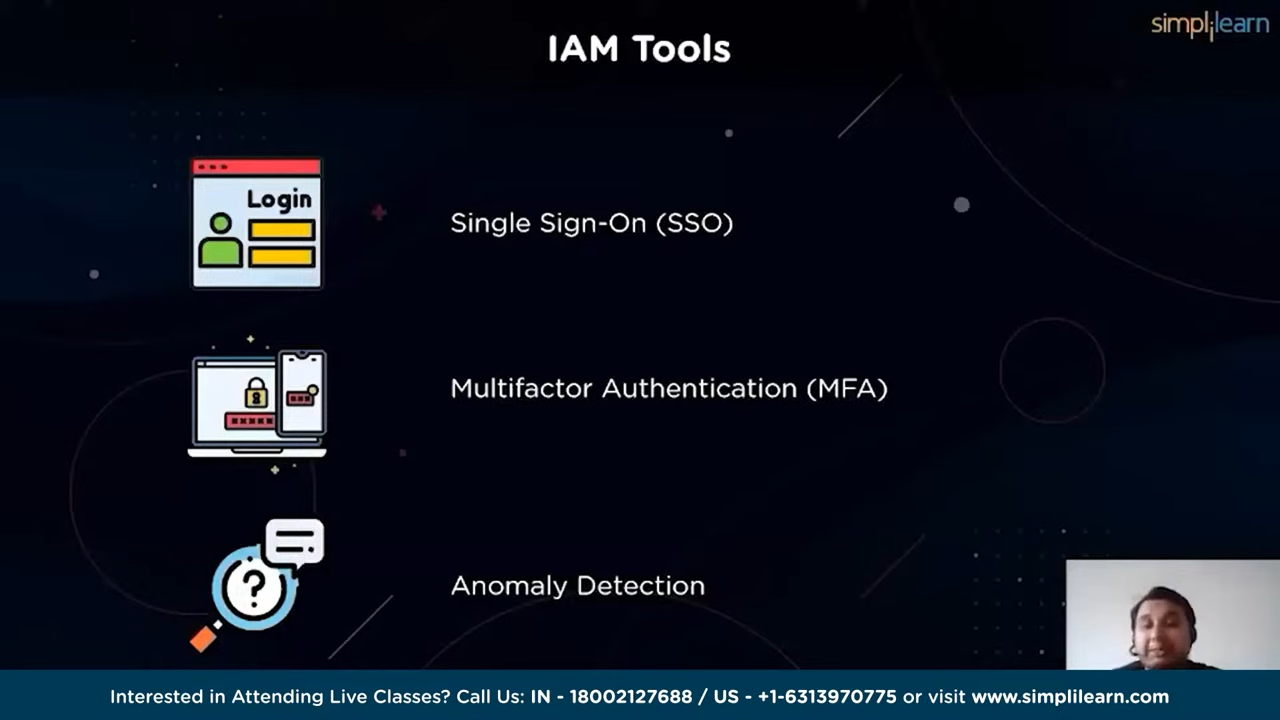 IAM Tools
simplilearn
Login
Single Sign-On (SSO)
Multifactor Authentication (MFA)
?
Anomaly Detection
Interested in Attending Live Classes? Call Us: IN - 18002127688 / US - +1-6313970775 or visit www.simplilearn.com